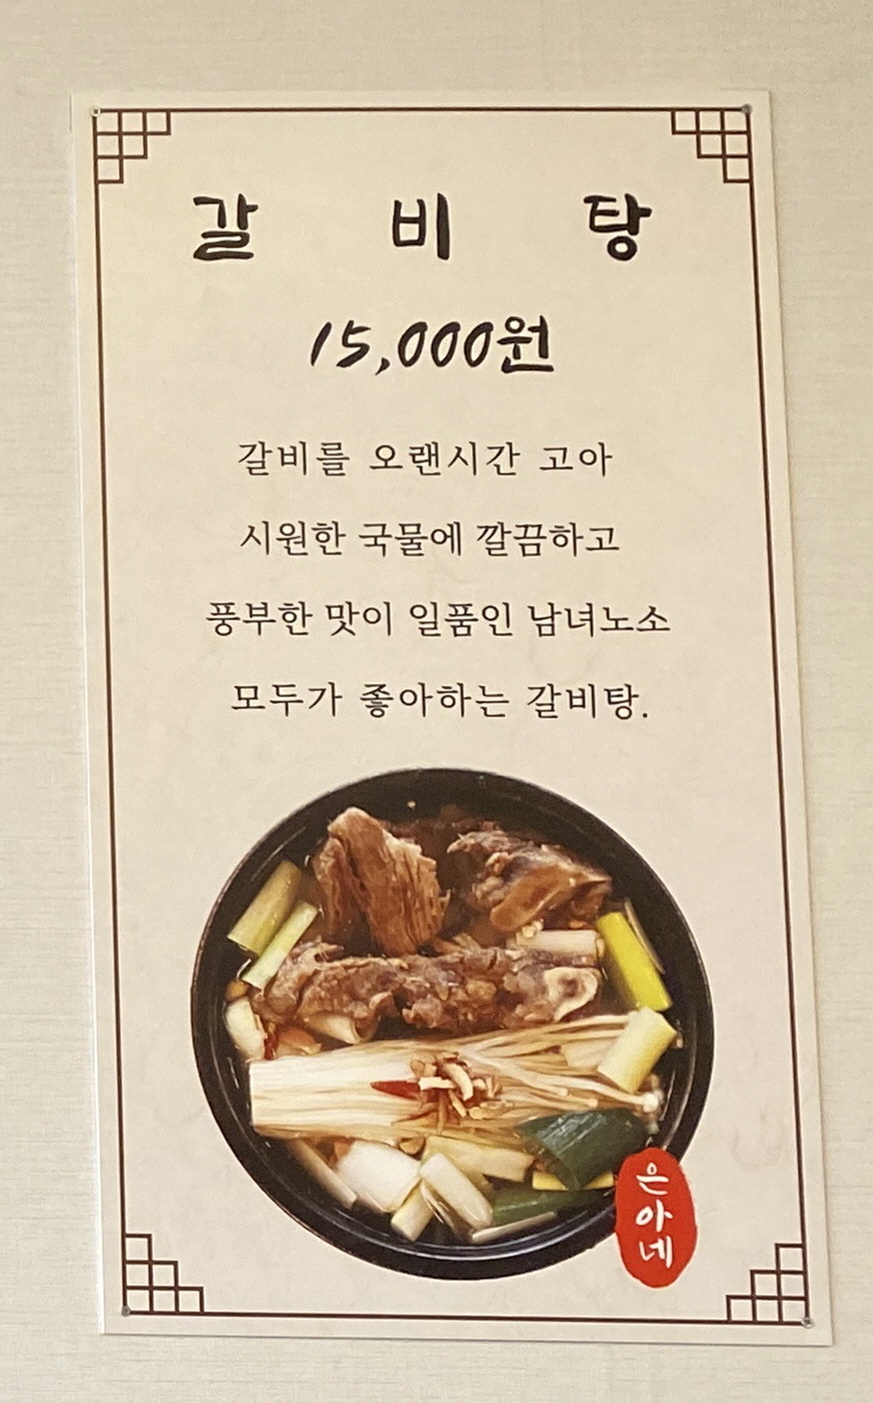 갈 비 탕
15,000원
갈비를 오랜시간 고아
시원한 국물에 깔끔하고
풍부한 맛이 일품인 남녀노소
모두가 좋아하는 갈비탕.
은아네